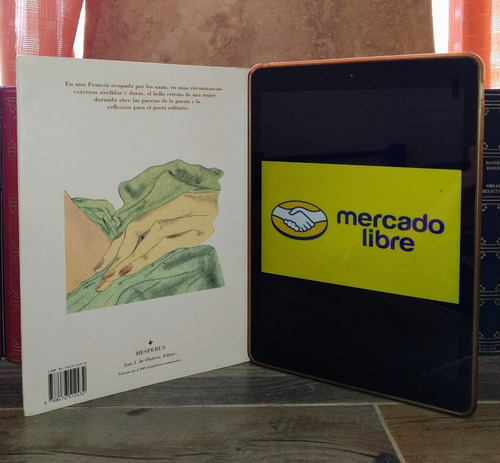 En una Francia ocupada por los nazis, en unas circunstancias
externas sórdidas y duras, el bello retrato de una mujer
dormida abre las puertas de la poesía y la
reflexión para el poeta solitario.
HESPERUS
José J. de Olañeta, Editor
mercado
libre